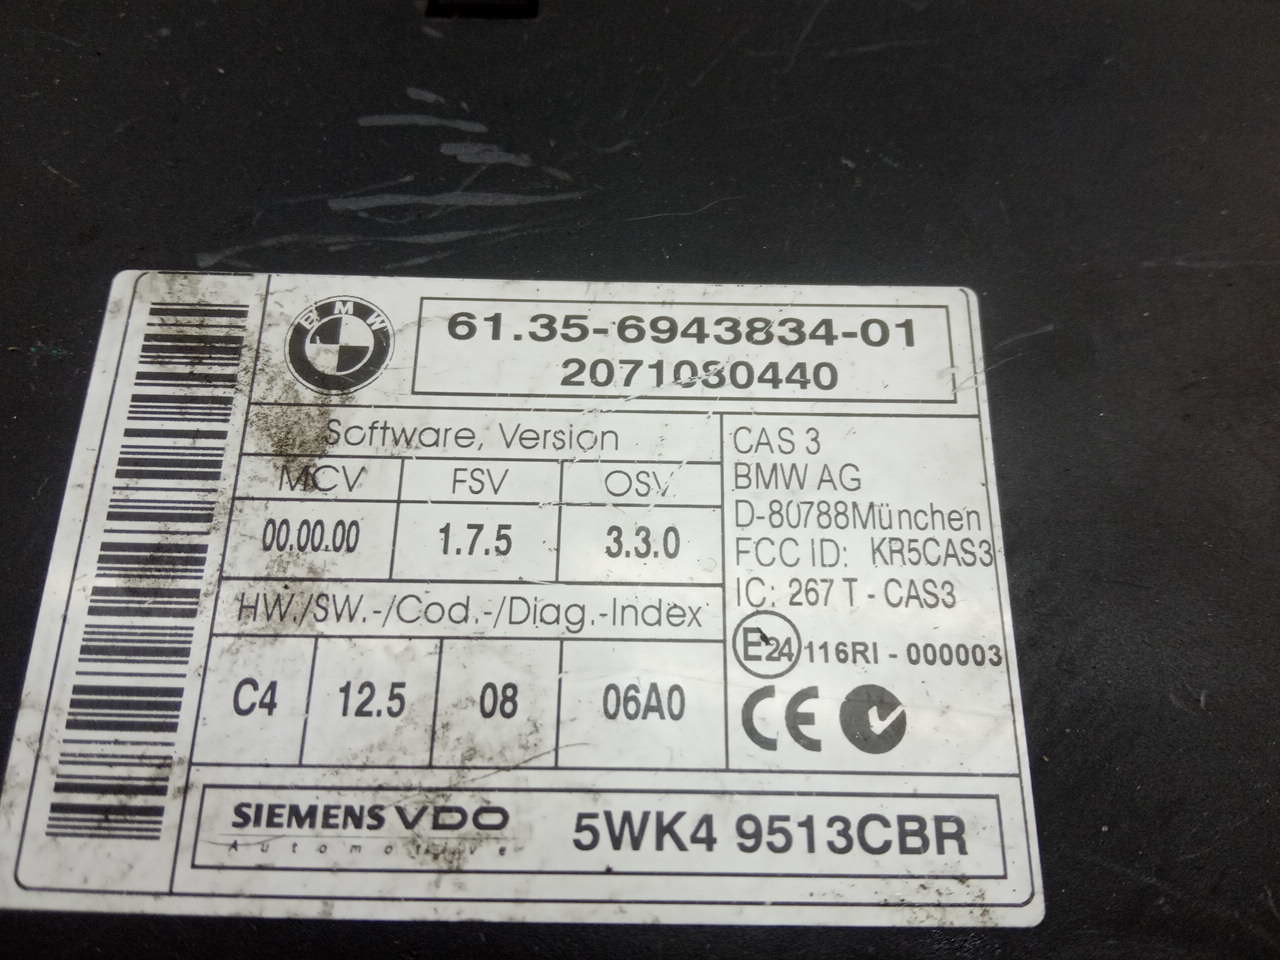 BMW
61.35-6943834-01
2071080440
Software, Version
MCV FSV OSV
00.00.00 1.7.5 3.3.0
HW./SW.-/Cod.-/Diag.-Index
C4 12.5 08 06A0
CAS 3
BMW AG
D-80788München
FCC ID: KR5CAS3
IC: 267 T - CAS3
E24 116RI - 000003
CE
SIEMENS VDO
Automotive
5WK4 9513CBR